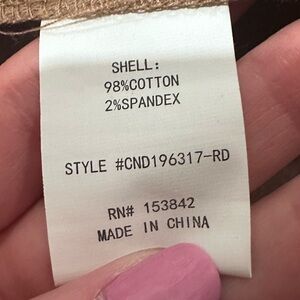 SHELL:
98%COTTON
2%SPANDEX
STYLE #CND196317-RD
RN# 153842
MADE IN CHINA